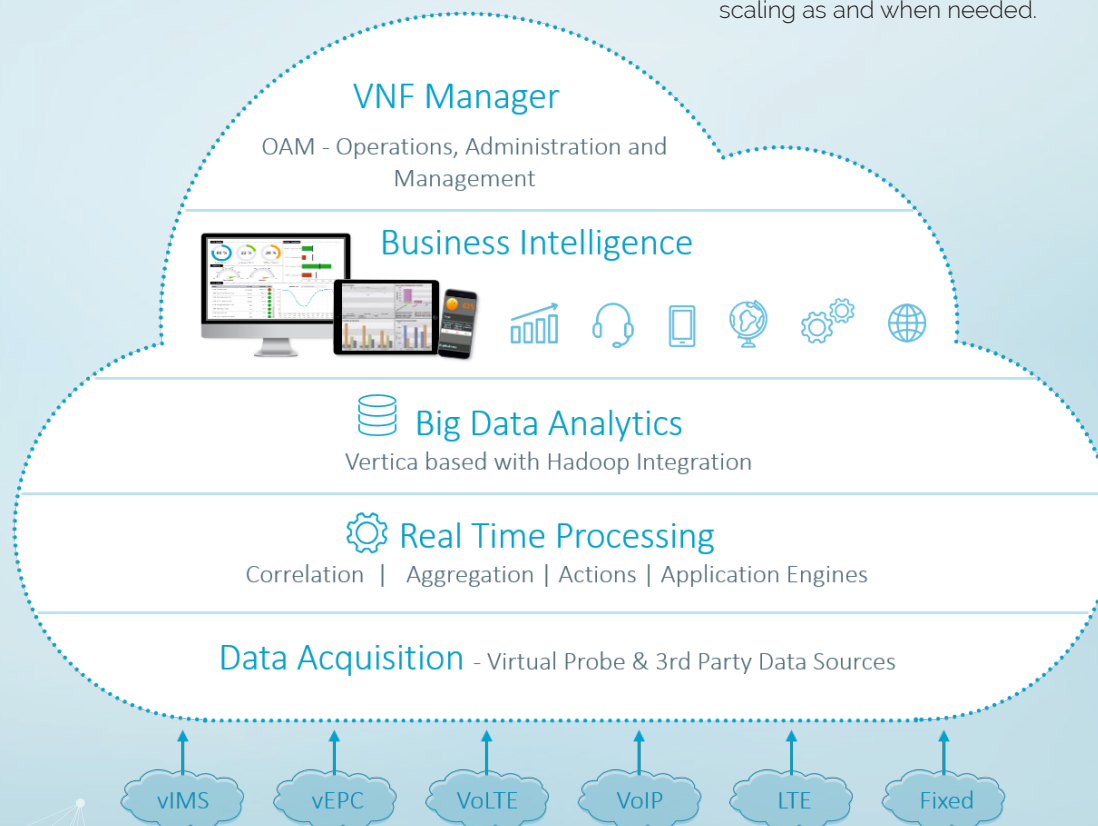 scaling as and when needed.
VNF Manager
OAM - Operations, Administration and
Management
Business Intelligence
Big Data Analytics
Vertica based with Hadoop Integration
Real Time Processing
Correlation | Aggregation | Actions | Application Engines
Data Acquisition - Virtual Probe & 3rd Party Data Sources
vIMS vEPC VoLTE VoIP LTE Fixed